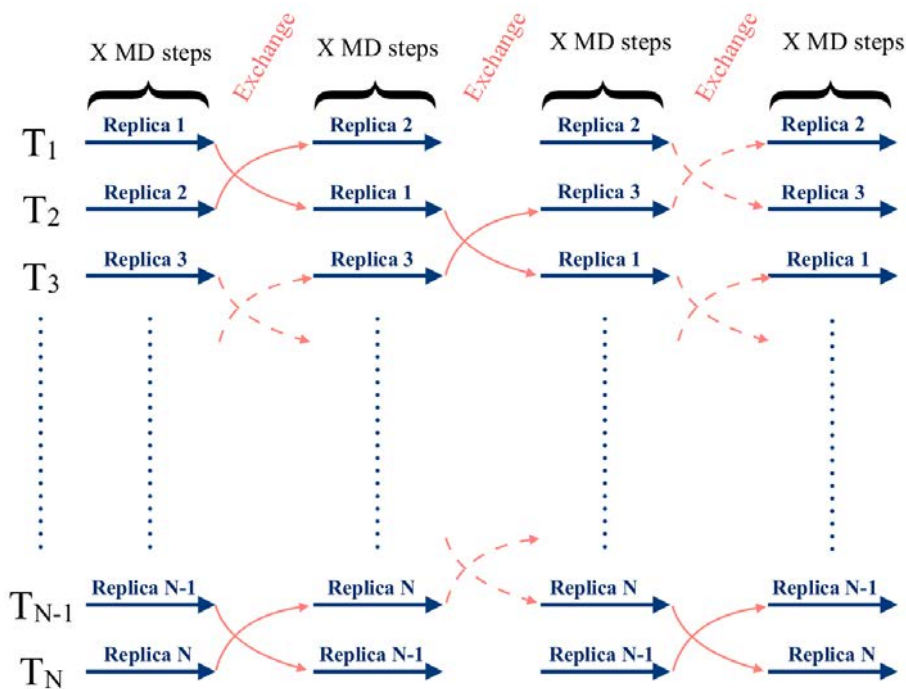 X MD steps Exchange X MD steps Exchange X MD steps Exchange X MD steps
T1 Replica 1 Replica 2 Replica 2 Replica 2
T2 Replica 2 Replica 1 Replica 3 Replica 3
T3 Replica 3 Replica 3 Replica 1 Replica 1
TN-1 Replica N-1 Replica N Replica N Replica N-1
TN Replica N Replica N-1 Replica N-1 Replica N